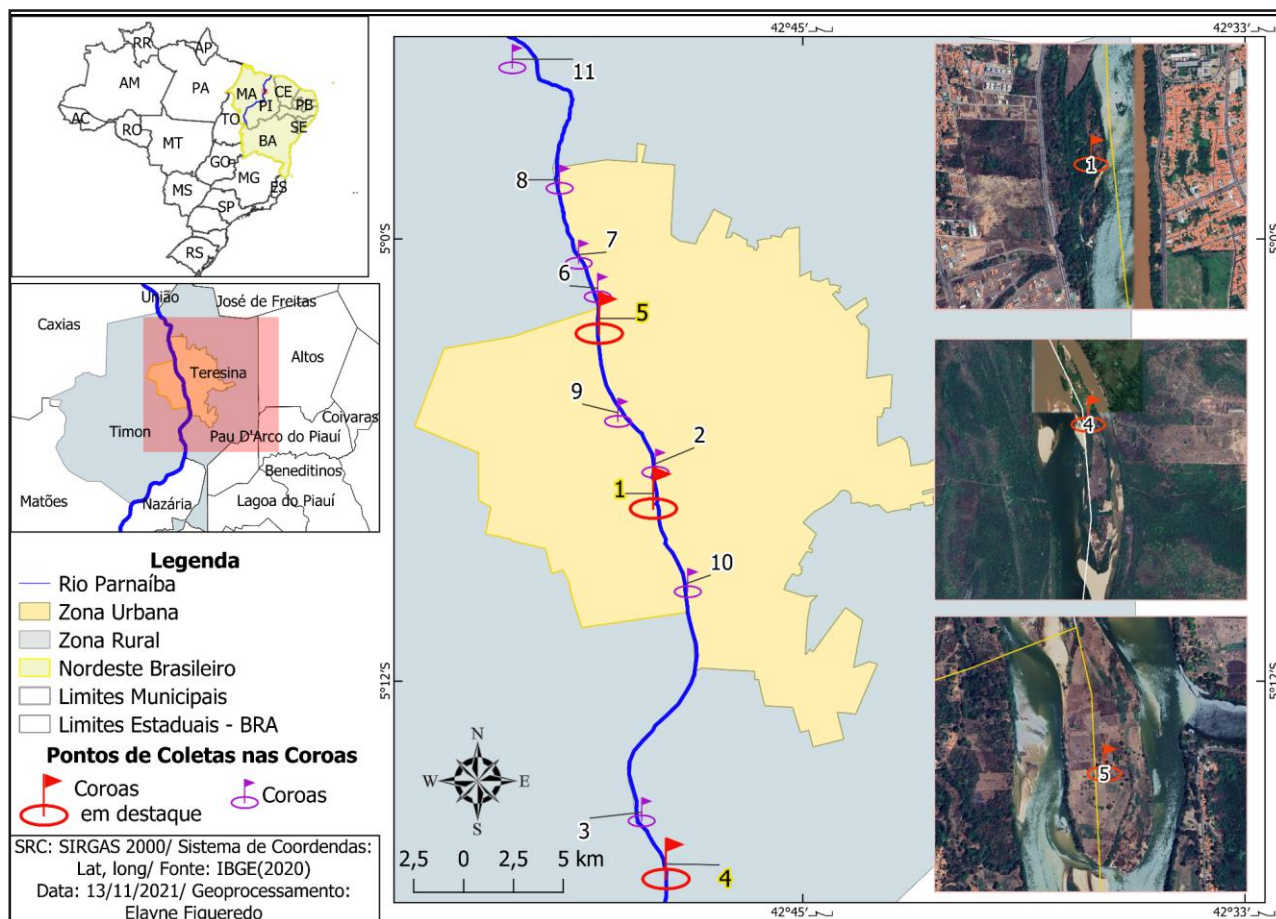 RR
AP
AM
PA
MA
CE
PI
PB
AC
RO
TO
SE
MT
BA
GO
MG
MS
ES
SP
RS
União
José de Freitas
Caxias
Altos
Teresina
Timon
Coivaras
Pau D'Arco do Piauí
Beneditinos
Matões
Nazária
Lagoa do Piauí
Legenda
Rio Parnaíba
Zona Urbana
Zona Rural
Nordeste Brasileiro
Limites Municipais
Limites Estaduais - BRA
Pontos de Coletas nas Coroas
Coroas
em destaque
Coroas
SRC: SIRGAS 2000/ Sistema de Coordendas:
Lat, long/ Fonte: IBGE(2020)
Data: 13/11/2021/ Geoprocessamento:
Elayne Figueredo
42°45′
42°33′
11
8
7
6
5
9
2
1
10
3
4
N
W E
S
2,5 0 2,5 5 km
5°0′S
5°12′S
5°0′S
5°12′S
42°45′
42°33′
1
4
5